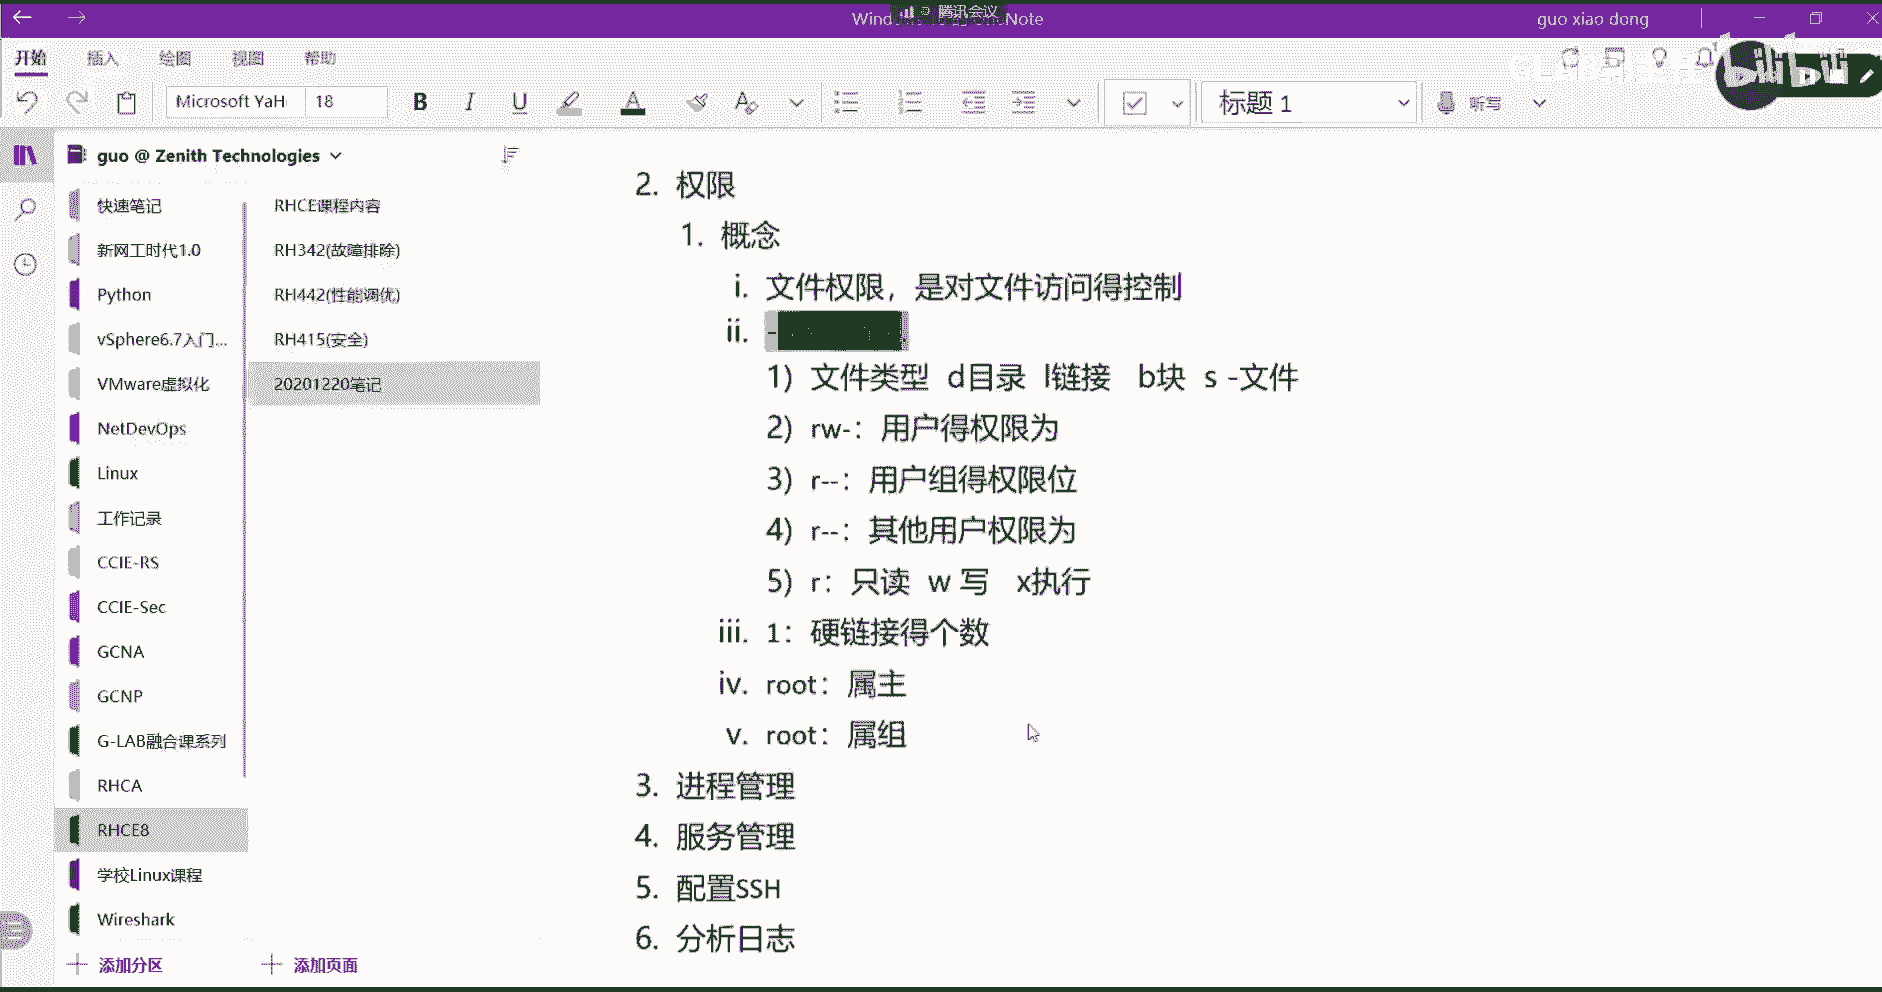 腾讯会议
Wind
Note
guo xiao dong
开始 插入 绘图 视图 帮助
bilibili
Microsoft YaH 18 B I U A 标题 1 听写
guo @ Zenith Technologies
快速笔记
新网工时代1.0
Python
vSphere6.7入门...
VMware虚拟化
NetDevOps
Linux
工作记录
CCIE-RS
CCIE-Sec
GCNA
GCNP
G-LAB融合课系列
RHCA
RHCE8
学校Linux课程
Wireshark
添加分区
RHCE课程内容
RH342(故障排除)
RH442(性能调优)
RH415(安全)
20201220笔记
添加页面
2. 权限
1. 概念
i. 文件权限，是对文件访问得控制
ii. -
1) 文件类型 d目录 l链接 b块 s -文件
2) rw-：用户得权限为
3) r--：用户组得权限位
4) r--：其他用户权限为
5) r：只读 w 写 x执行
iii. 1：硬链接得个数
iv. root：属主
v. root：属组
3. 进程管理
4. 服务管理
5. 配置SSH
6. 分析日志